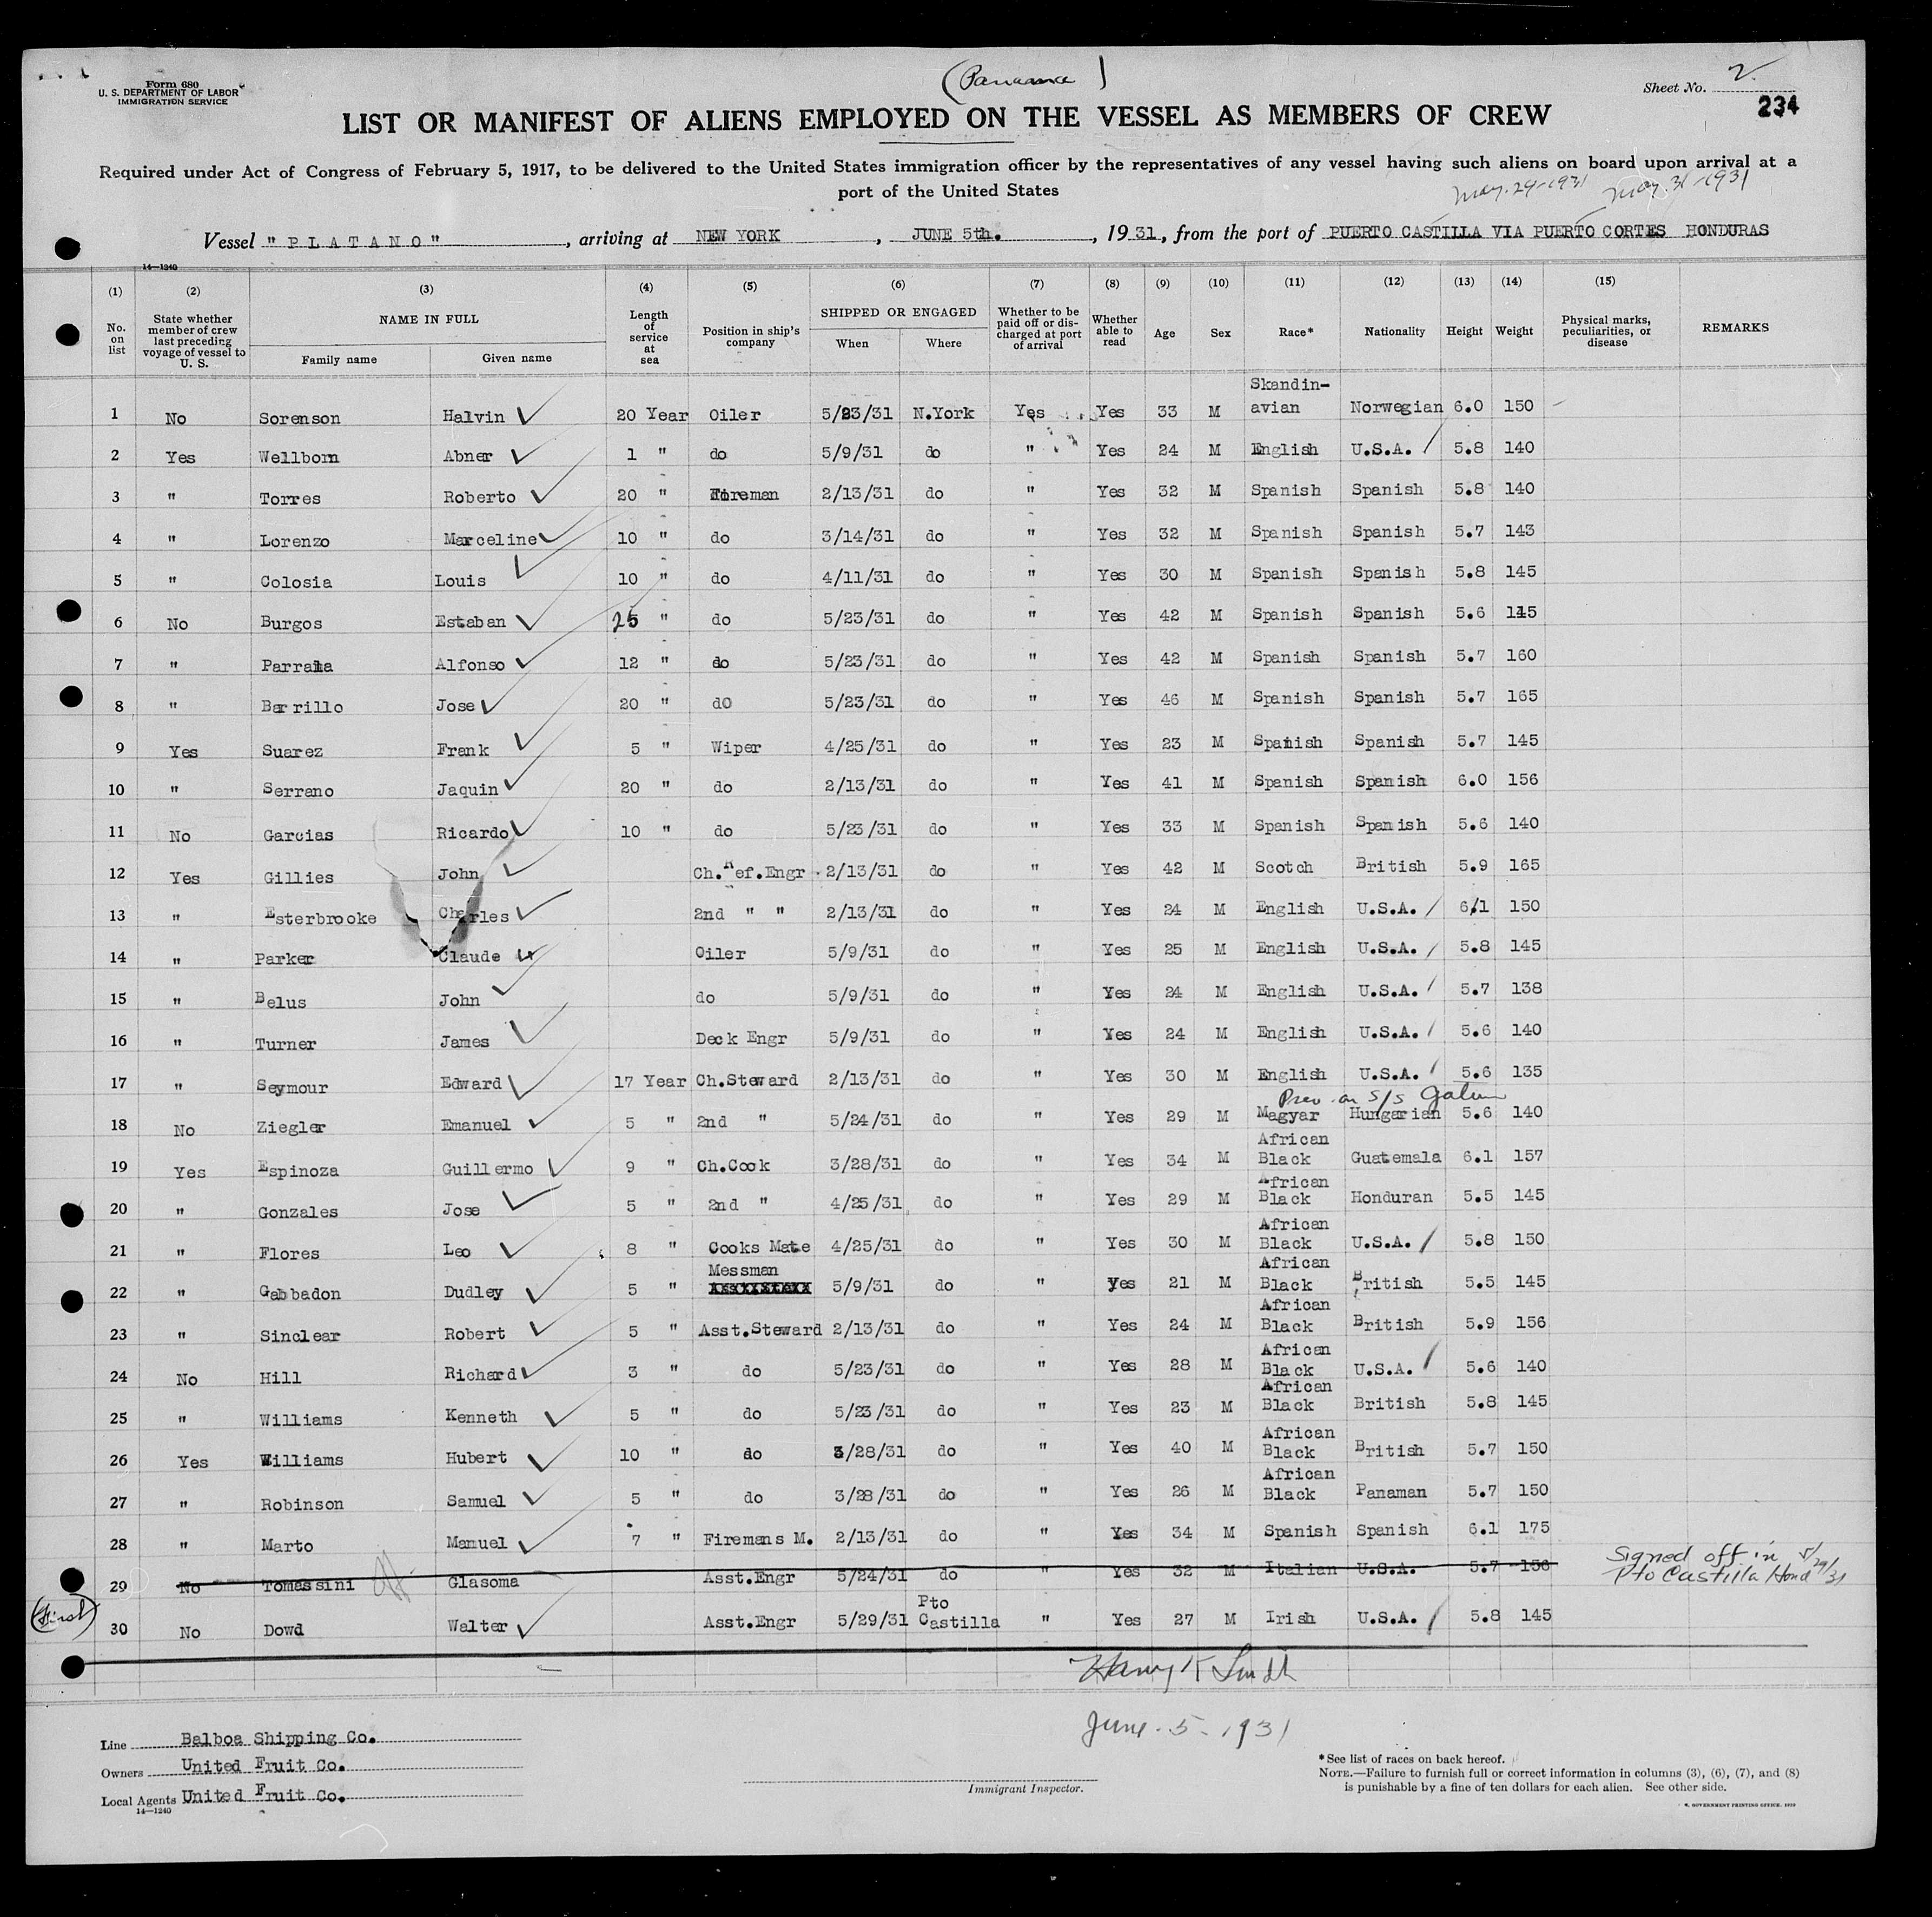 Form 680
U. S. DEPARTMENT OF LABOR
IMMIGRATION SERVICE
(Panama)
Sheet No. 2
234
LIST OR MANIFEST OF ALIENS EMPLOYED ON THE VESSEL AS MEMBERS OF CREW
Required under Act of Congress of February 5, 1917, to be delivered to the United States immigration officer by the representatives of any vessel having such aliens on board upon arrival at a
port of the United States
May. 24-1931 May. 31-1931
Vessel "PLATANO", arriving at NEW YORK, JUNE 5th., 1931, from the port of PUERTO CASTILLA VIA PUERTO CORTES HONDURAS
14—1240
(1) (2) (3) (4) (5) (6) (7) (8) (9) (10) (11) (12) (13) (14) (15)
No. on list
State whether member of crew last preceding voyage of vessel to U. S.
NAME IN FULL
Family name
Given name
Length of service at sea
Position in ship's company
SHIPPED OR ENGAGED
When
Where
Whether to be paid off or discharged at port of arrival
Whether able to read
Age
Sex
Race*
Nationality
Height
Weight
Physical marks, peculiarities, or disease
REMARKS
1 No Sorenson Halvin 20 Year Oiler 5/23/31 N.York Yes Yes 33 M Skandin-avian Norwegian 6.0 150
2 Yes Wellborn Abner 1 " do 5/9/31 do " Yes 24 M English U.S.A. 5.8 140
3 " Torres Roberto 20 " Fireman 2/13/31 do " Yes 32 M Spanish Spanish 5.8 140
4 " Lorenzo Marceline 10 " do 3/14/31 do " Yes 32 M Spanish Spanish 5.7 143
5 " Colosia Louis 10 " do 4/11/31 do " Yes 30 M Spanish Spanish 5.8 145
6 No Burgos Estaban 25 " do 5/23/31 do " Yes 42 M Spanish Spanish 5.6 145
7 " Parrala Alfonso 12 " do 5/23/31 do " Yes 42 M Spanish Spanish 5.7 160
8 " Barrillo Jose 20 " dO 5/23/31 do " Yes 46 M Spanish Spanish 5.7 165
9 Yes Suarez Frank 5 " Wiper 4/25/31 do " Yes 23 M Spanish Spanish 5.7 145
10 " Serrano Jaquin 20 " do 2/13/31 do " Yes 41 M Spanish Spanish 6.0 156
11 No Garcias Ricardo 10 " do 5/23/31 do " Yes 33 M Spanish Spanish 5.6 140
12 Yes Gillies John Ch.Ref.Engr 2/13/31 do " Yes 42 M Scotch British 5.9 165
13 " Esterbrooke Charles 2nd " " 2/13/31 do " Yes 24 M English U.S.A. 6/1 150
14 " Parker Claude Oiler 5/9/31 do " Yes 25 M English U.S.A. 5.8 145
15 " Belus John do 5/9/31 do " Yes 24 M English U.S.A. 5.7 138
16 " Turner James Deck Engr 5/9/31 do " Yes 24 M English U.S.A. 5.6 140
17 " Seymour Edward 17 Year Ch.Steward 2/13/31 do " Yes 30 M English U.S.A. 5.6 135
Prev. on S/S
18 No Ziegler Emanuel 5 " 2nd " 5/24/31 do " Yes 29 M Magyar Hungarian 5.6 140
19 Yes Espinoza Guillermo 9 " Ch.Cook 3/28/31 do " Yes 34 M African Black Guatemala 6.1 157
20 " Gonzales Jose 5 " 2nd " 4/25/31 do " Yes 29 M African Black Honduran 5.5 145
21 " Flores Leo 8 " Cooks Mate 4/25/31 do " Yes 30 M African Black U.S.A. 5.8 150
22 " Gabbadon Dudley 5 " Messman 5/9/31 do " Yes 21 M African Black British 5.5 145
23 " Sinclear Robert 5 " Asst.Steward 2/13/31 do " Yes 24 M African Black British 5.9 156
24 No Hill Richard 3 " do 5/23/31 do " Yes 28 M African Black U.S.A. 5.6 140
25 " Williams Kenneth 5 " do 5/23/31 do " Yes 23 M African Black British 5.8 145
26 Yes Williams Hubert 10 " do 3/28/31 do " Yes 40 M African Black British 5.7 150
27 " Robinson Samuel 5 " do 3/28/31 do " Yes 26 M African Black Panaman 5.7 150
28 " Marto Manuel 7 " Firemans M. 2/13/31 do " Yes 34 M Spanish Spanish 6.1 175
29 No Tomassini off Glasoma Asst.Engr 5/24/31 do " Yes 32 M Italian U.S.A. 5.7 156 Signed off in Pto Castilla Hond 5/29/31
(First) 30 No Dowd Walter Asst.Engr 5/29/31 Pto Castilla " Yes 27 M Irish U.S.A. 5.8 145
Harry K Smith
June-5-1931
Line Balboa Shipping Co.
Owners United Fruit Co.
Local Agents United Fruit Co.
14—1240
Immigrant Inspector.
*See list of races on back hereof.
NOTE.—Failure to furnish full or correct information in columns (3), (6), (7), and (8)
is punishable by a fine of ten dollars for each alien. See other side.